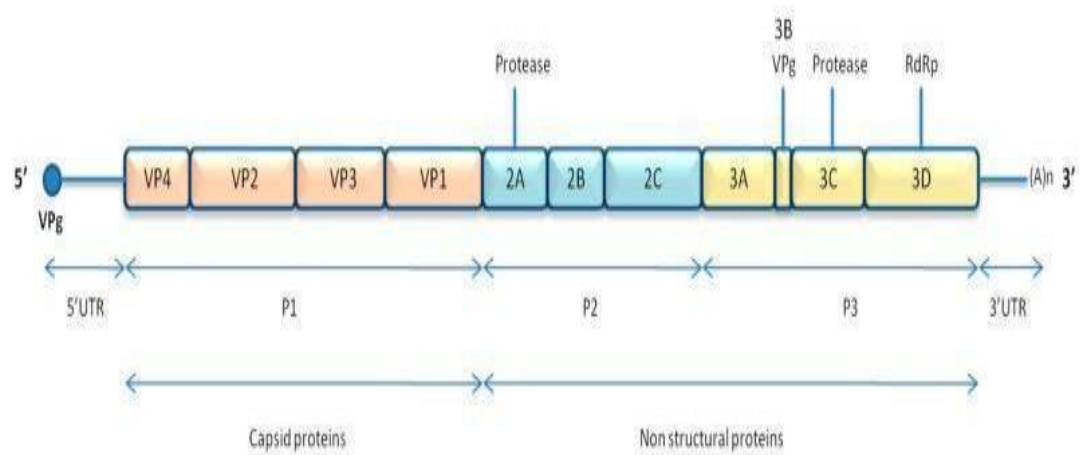 3B
VPg
Protease
Protease
RdRp
5'
VP4
VP2
VP3
VP1
2A
2B
2C
3A
3C
3D
(A)n
3'
VPg
5'UTR
P1
P2
P3
3'UTR
Capsid proteins
Non structural proteins